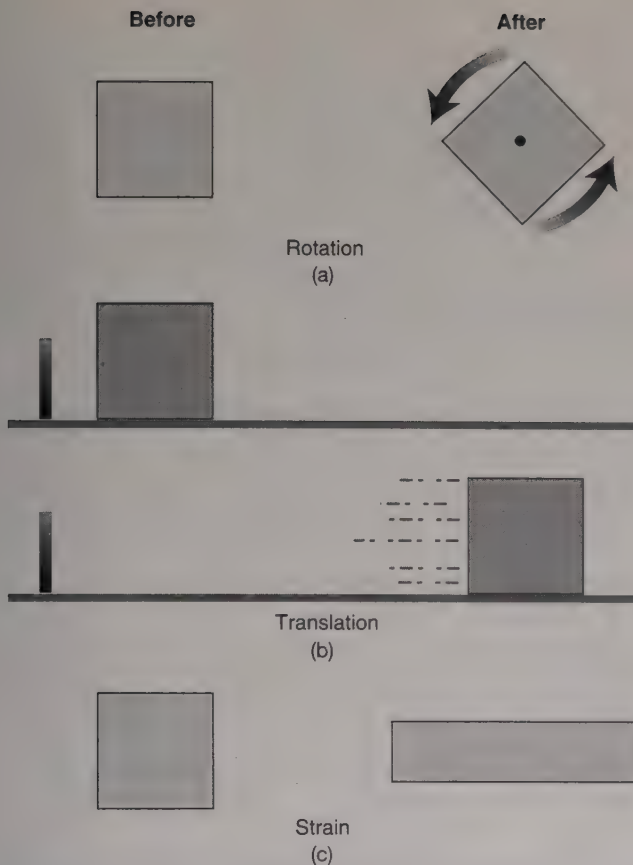 Before After
Rotation
(a)
Translation
(b)
Strain
(c)